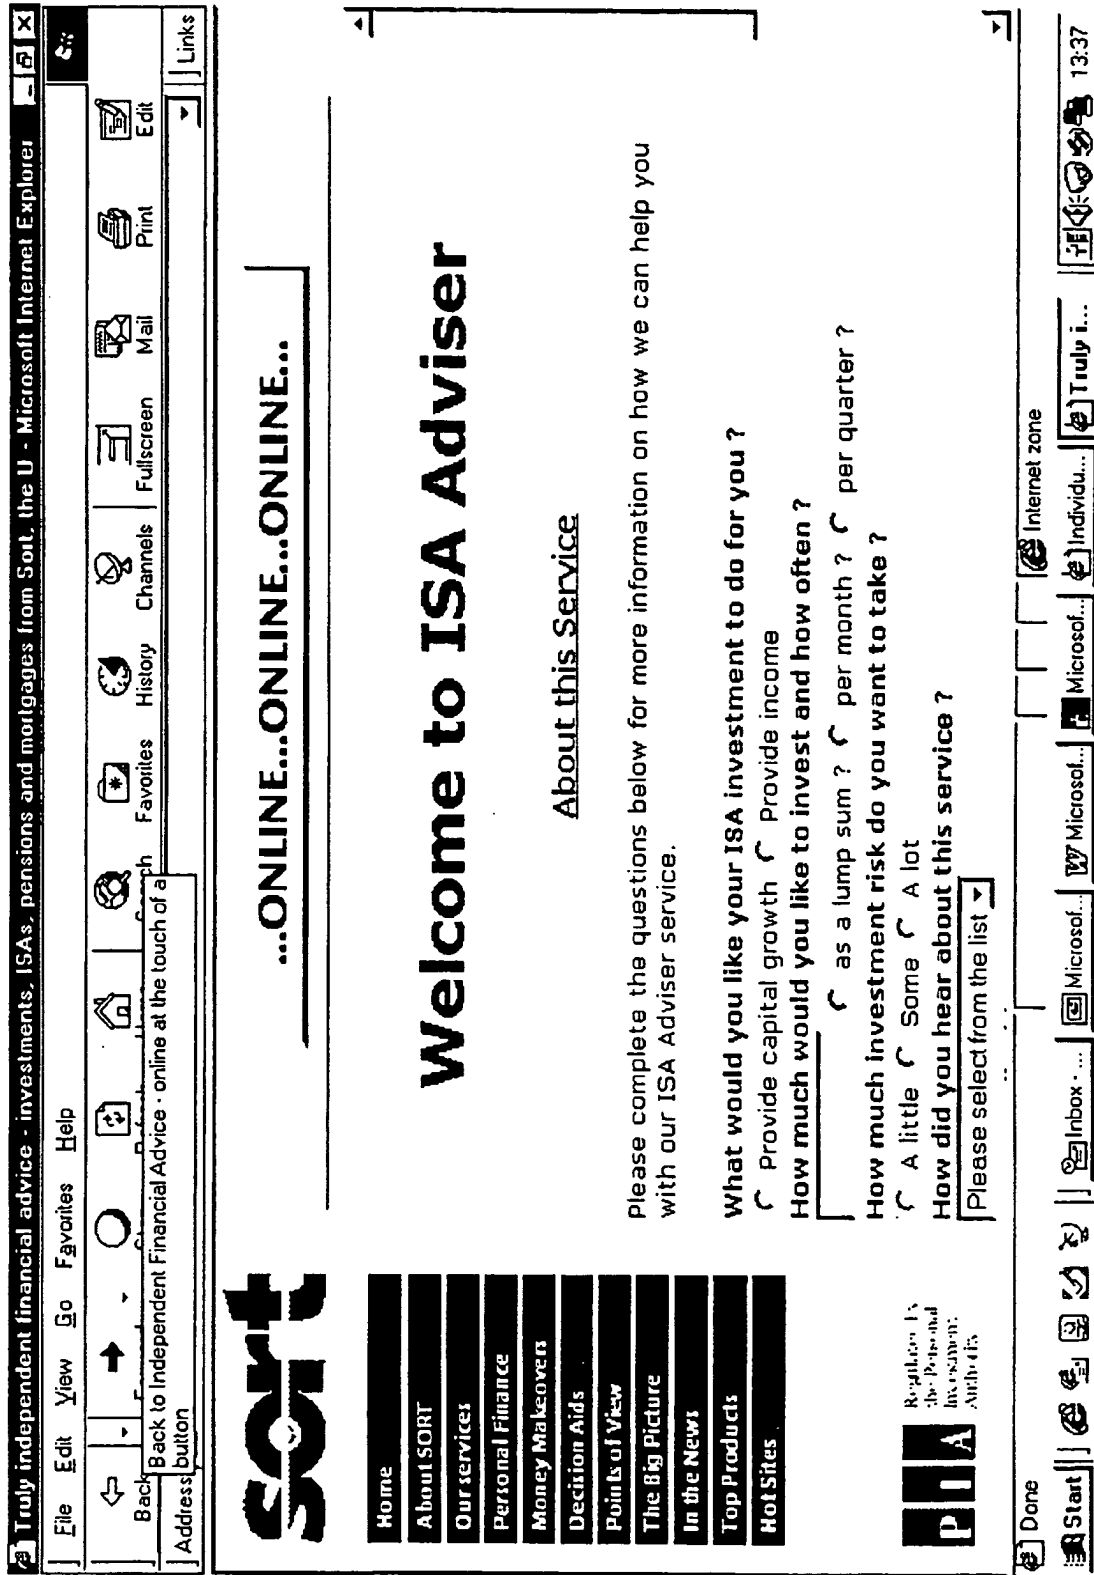 Truly independent financial advice - investments, ISAs, pensions and mortgages from Sort, the U - Microsoft Internet Explorer
File Edit View Go Favorites Help
Back Favorites History Channels Fullscreen Mail Print Edit
Back to Independent Financial Advice - online at the touch of a
button
Address Links
sort
...ONLINE...ONLINE...ONLINE...
Home
About SORT
Our services
Personal Finance
Money Makeovers
Decision Aids
Points of View
The Big Picture
In the News
Top Products
Hot Sites
PIA
Regulated by
the Personal
Investment
Authority
Welcome to ISA Adviser
About this Service
Please complete the questions below for more information on how we can help you
with our ISA Adviser service.
What would you like your ISA investment to do for you ?
Provide capital growth Provide income
How much would you like to invest and how often ?
as a lump sum ? per month ? per quarter ?
How much investment risk do you want to take ?
A little Some A lot
How did you hear about this service ?
Please select from the list
Done Internet zone
Start Inbox - ... Microsof... Microsof... Microsof... Individu... Truly i... 13:37